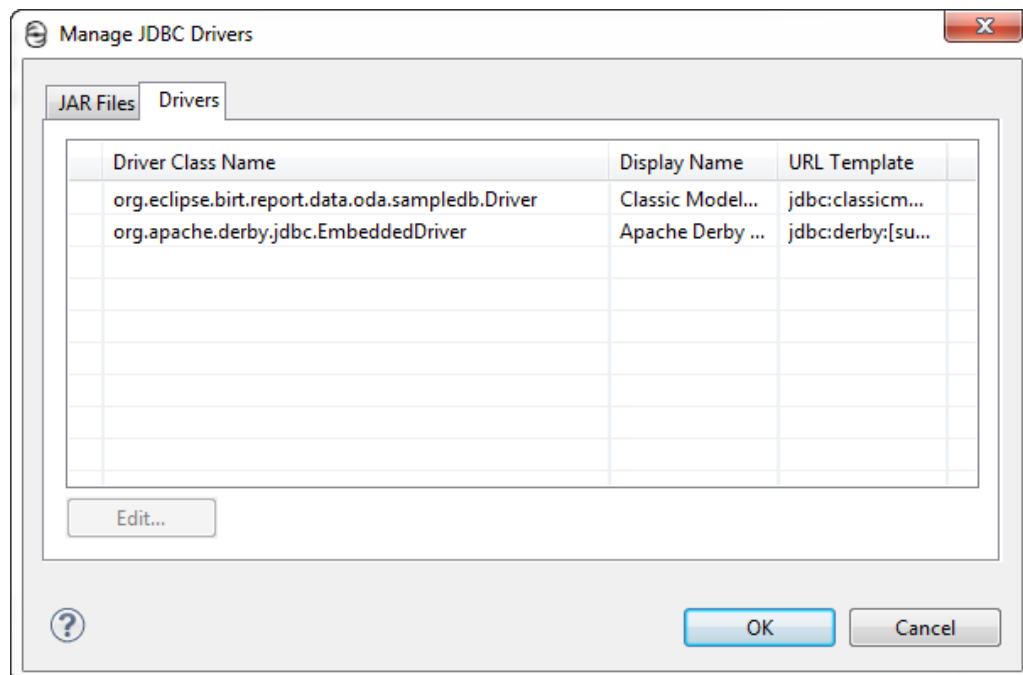 Manage JDBC Drivers
x
JAR Files Drivers
Driver Class Name Display Name URL Template
org.eclipse.birt.report.data.oda.sampledb.Driver Classic Model... jdbc:classicm...
org.apache.derby.jdbc.EmbeddedDriver Apache Derby ... jdbc:derby:[su...
Edit...
? OK Cancel